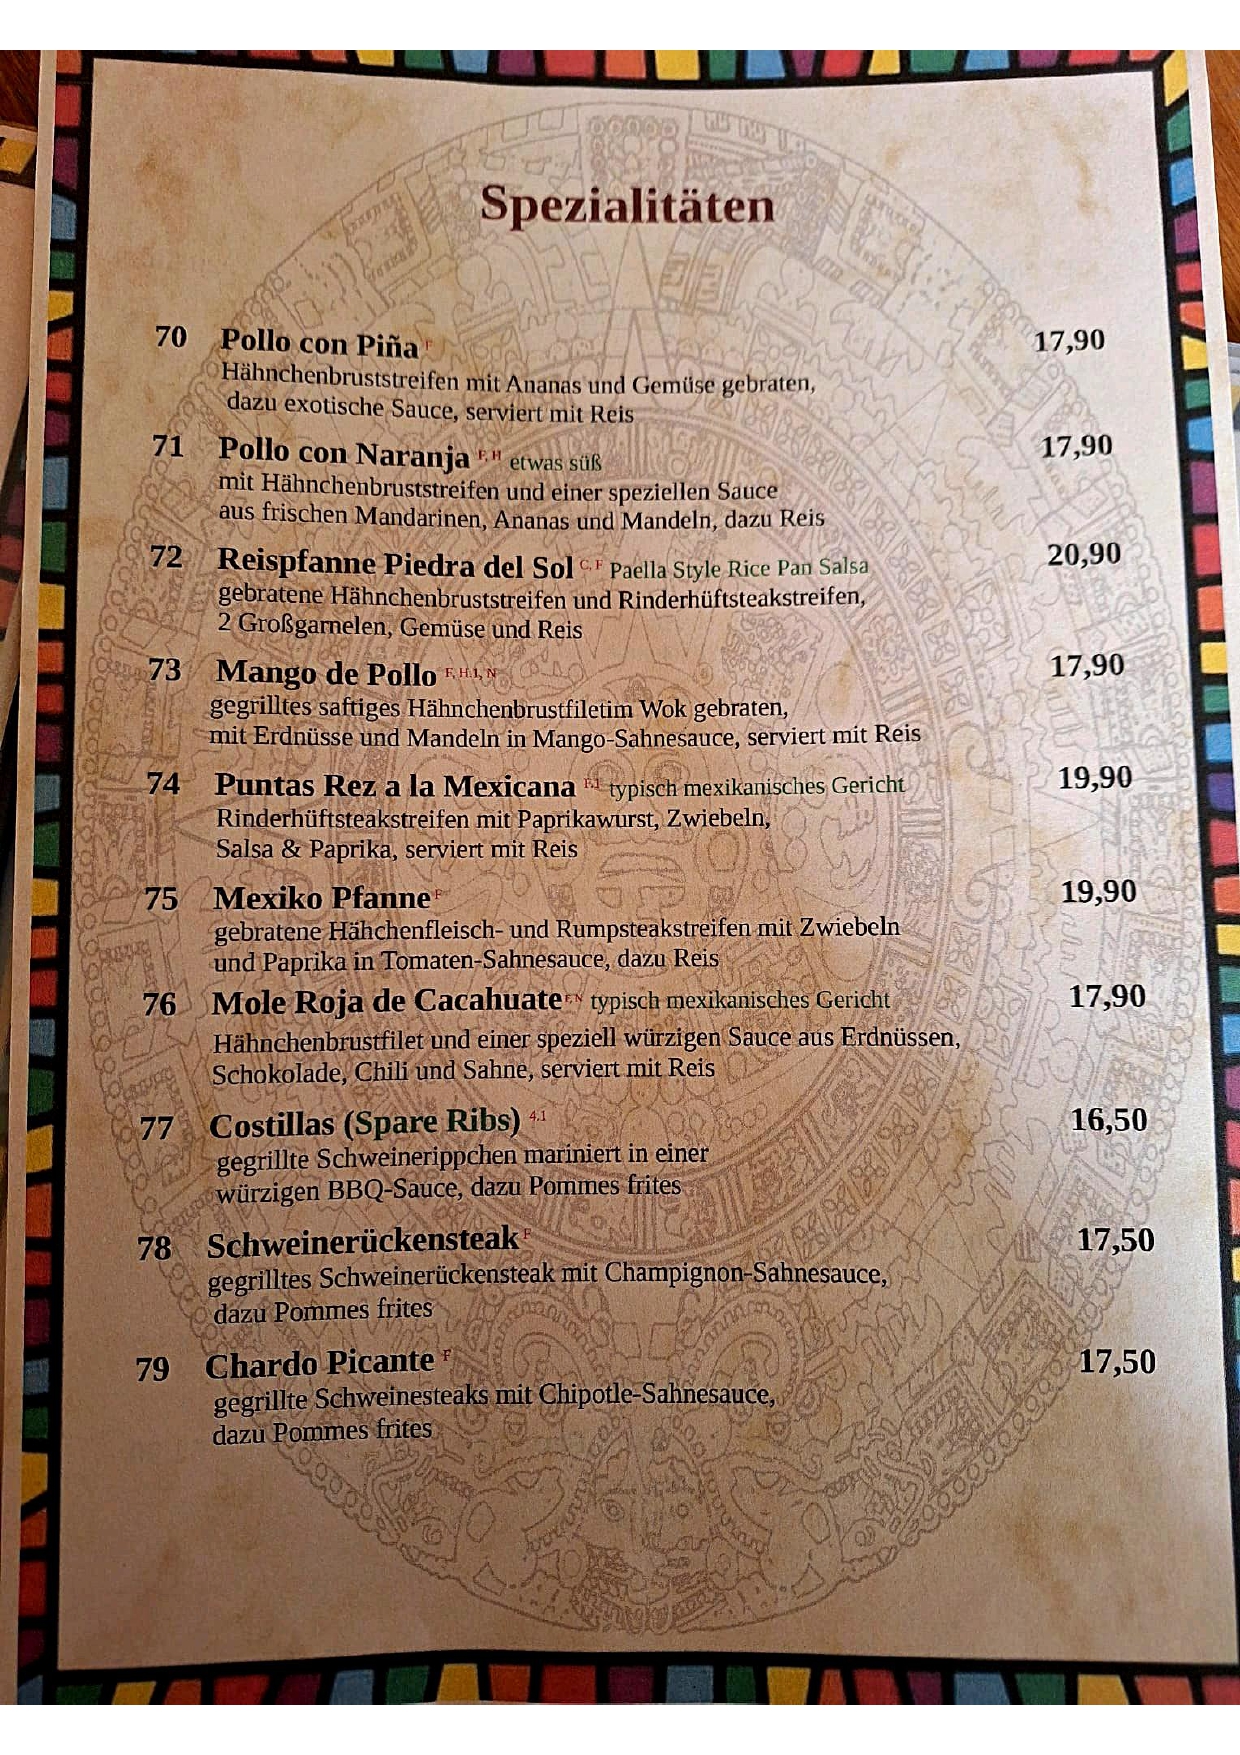 Spezialitäten
70 Pollo con Piña F 17,90
Hähnchenbruststreifen mit Ananas und Gemüse gebraten,
dazu exotische Sauce, serviert mit Reis
71 Pollo con Naranja F, H etwas süß 17,90
mit Hähnchenbruststreifen und einer speziellen Sauce
aus frischen Mandarinen, Ananas und Mandeln, dazu Reis
72 Reispfanne Piedra del Sol C, F Paella Style Rice Pan Salsa 20,90
gebratene Hähnchenbruststreifen und Rinderhüftsteakstreifen,
2 Großgarnelen, Gemüse und Reis
73 Mango de Pollo F, H.1, N 17,90
gegrilltes saftiges Hähnchenbrustfiletim Wok gebraten,
mit Erdnüsse und Mandeln in Mango-Sahnesauce, serviert mit Reis
74 Puntas Rez a la Mexicana F,1 typisch mexikanisches Gericht 19,90
Rinderhüftsteakstreifen mit Paprikawurst, Zwiebeln,
Salsa & Paprika, serviert mit Reis
75 Mexiko Pfanne F 19,90
gebratene Hähchenfleisch- und Rumpsteakstreifen mit Zwiebeln
und Paprika in Tomaten-Sahnesauce, dazu Reis
76 Mole Roja de Cacahuate F,N typisch mexikanisches Gericht 17,90
Hähnchenbrustfilet und einer speziell würzigen Sauce aus Erdnüssen,
Schokolade, Chili und Sahne, serviert mit Reis
77 Costillas (Spare Ribs) 4.1 16,50
gegrillte Schweinerippchen mariniert in einer
würzigen BBQ-Sauce, dazu Pommes frites
78 Schweinerückensteak F 17,50
gegrilltes Schweinerückensteak mit Champignon-Sahnesauce,
dazu Pommes frites
79 Chardo Picante F 17,50
gegrillte Schweinesteaks mit Chipotle-Sahnesauce,
dazu Pommes frites